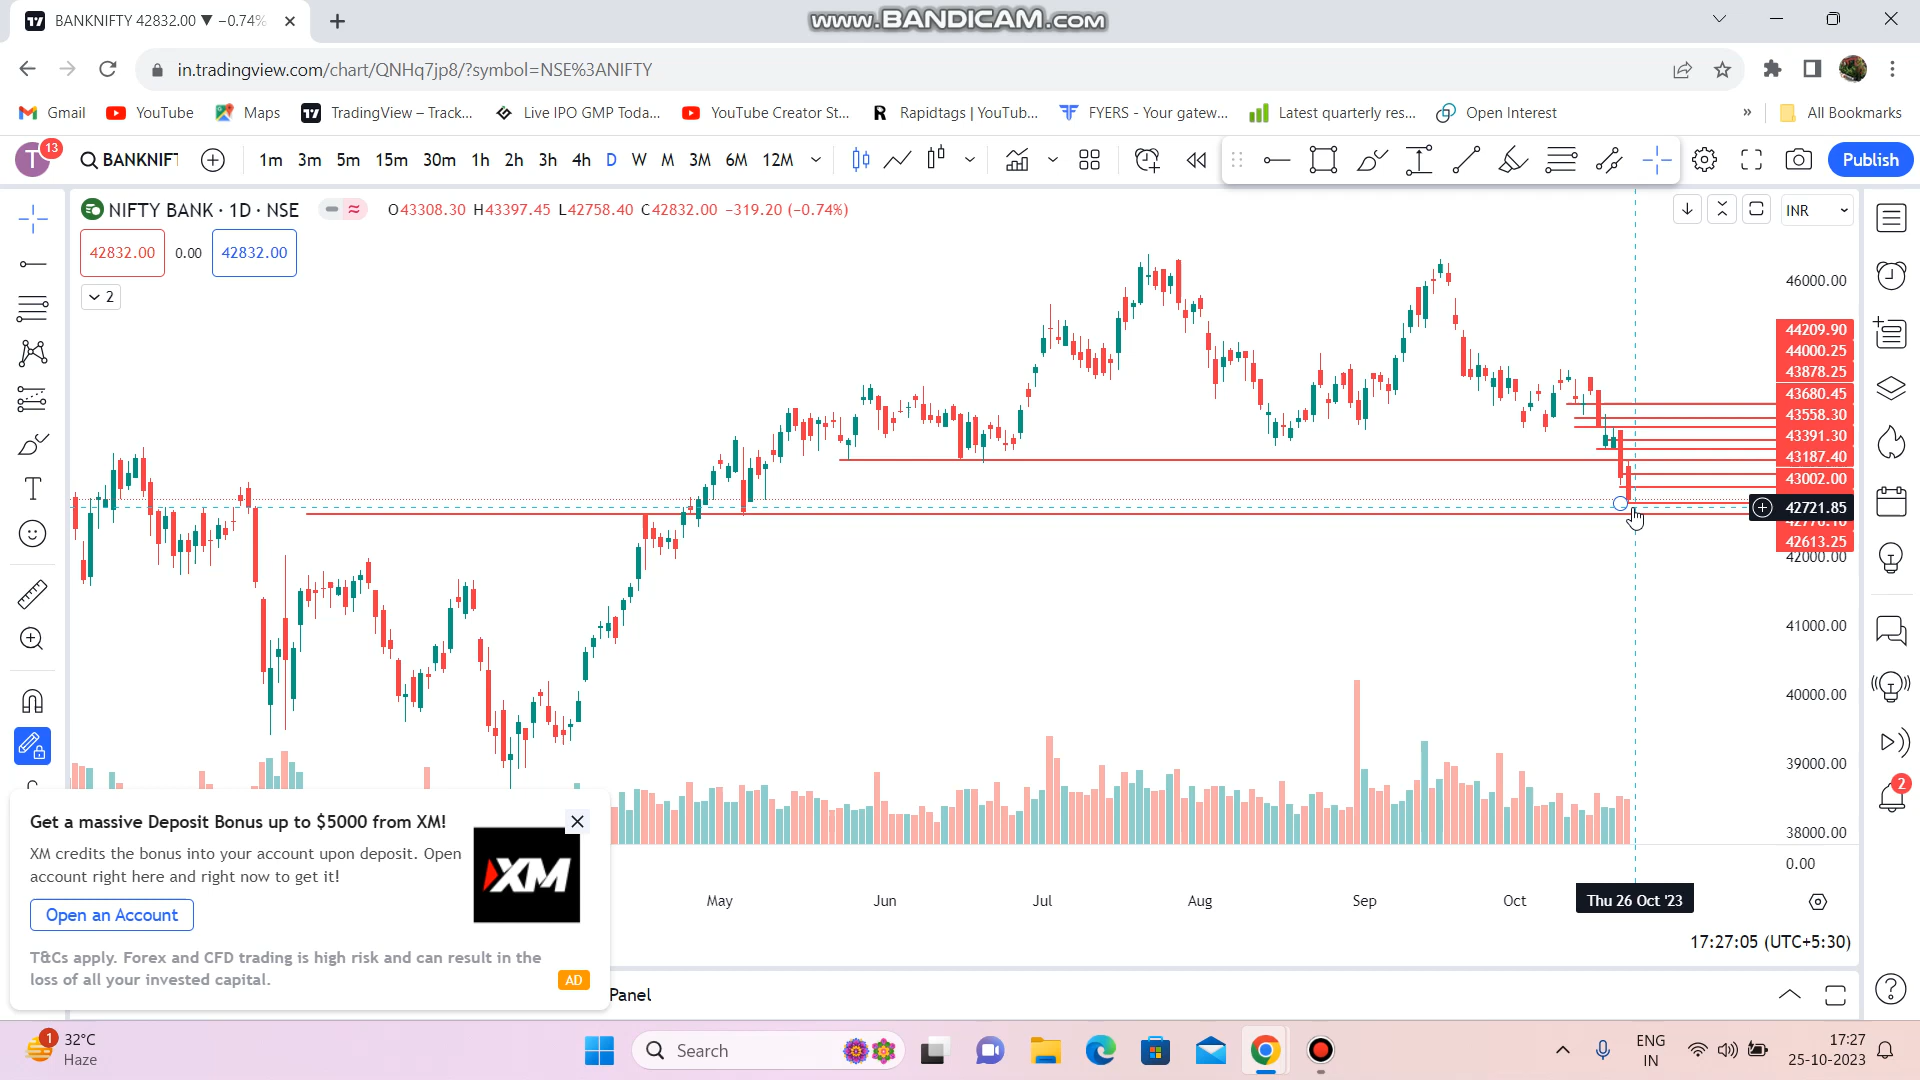 BANKNIFTY 42832.00 ▼ −0.74%
www.BANDICAM.com
in.tradingview.com/chart/QNHq7jp8/?symbol=NSE%3ANIFTY
Gmail
YouTube
Maps
TradingView – Track...
Live IPO GMP Toda...
YouTube Creator St...
Rapidtags | YouTub...
FYERS - Your gatew...
Latest quarterly res...
Open Interest
»
All Bookmarks
T
13
BANKNIFT
1m 3m 5m 15m 30m 1h 2h 3h 4h D W M 3M 6M 12M
Publish
NIFTY BANK · 1D · NSE
O43308.30 H43397.45 L42758.40 C42832.00 −319.20 (−0.74%)
INR
42832.00
0.00
42832.00
2
46000.00
44209.90
44000.25
43878.25
43680.45
43558.30
43391.30
43187.40
43002.00
42721.85
42613.25
42000.00
41000.00
40000.00
39000.00
38000.00
0.00
2
May
Jun
Jul
Aug
Sep
Oct
Thu 26 Oct '23
17:27:05 (UTC+5:30)
Get a massive Deposit Bonus up to $5000 from XM!
XM credits the bonus into your account upon deposit. Open
account right here and right now to get it!
XM
Open an Account
T&Cs apply. Forex and CFD trading is high risk and can result in the
loss of all your invested capital.
AD
Panel
1
32°C
Haze
Search
ENG
IN
17:27
25-10-2023